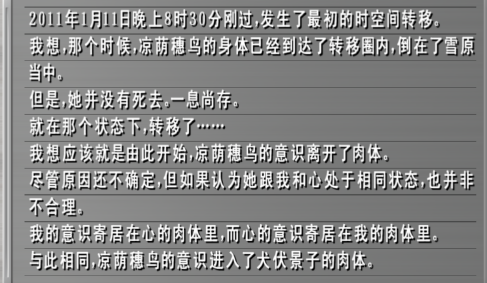 2011年1月11日晚上8时30分刚过,发生了最初的时空间转移。
我想,那个时候,凉荫穗鸟的身体已经到达了转移圈内,倒在了雪原
当中。
但是,她并没有死去。一息尚存。
就在那个状态下,转移了……
我想应该就是由此开始,凉荫穗鸟的意识离开了肉体。
尽管原因还不确定,但如果认为她跟我和心处于相同状态,也并非
不合理。
我的意识寄居在心的肉体里,而心的意识寄居在我的肉体里。
与此相同,凉荫穗鸟的意识进入了犬伏景子的肉体。